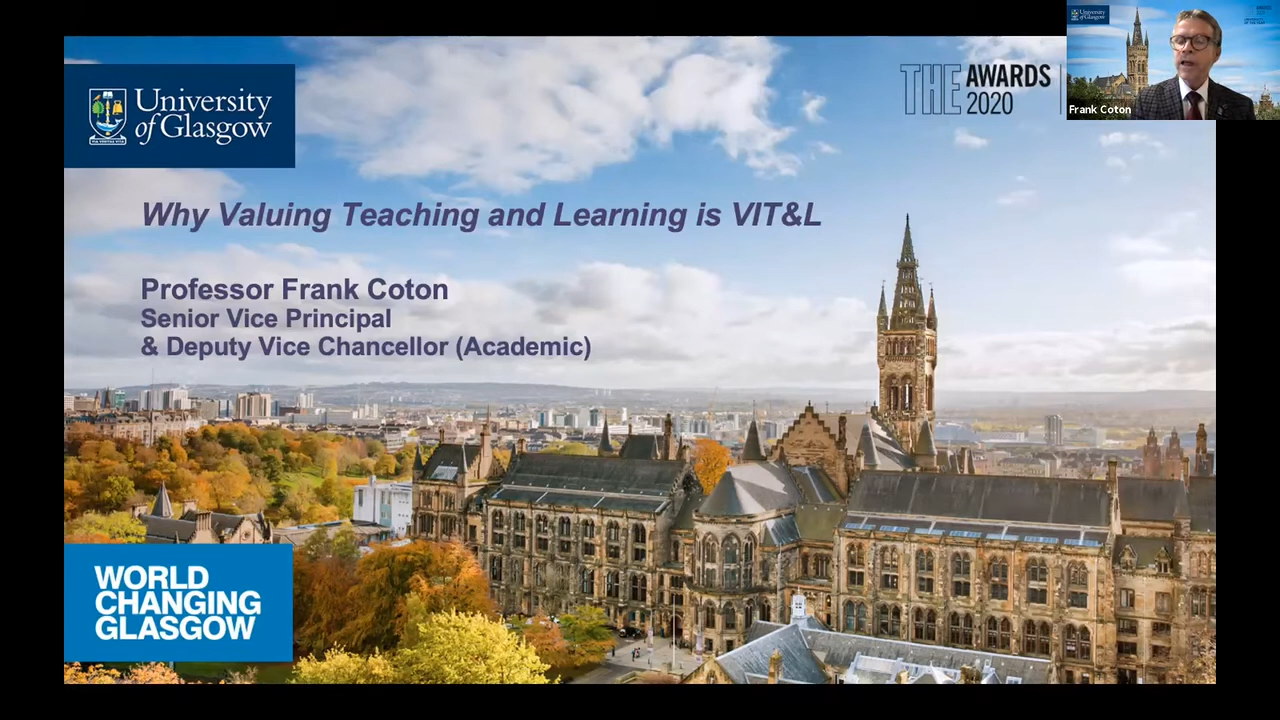 University
of Glasgow
THE AWARDS
2020
Frank Coton
Why Valuing Teaching and Learning is VIT&L
Professor Frank Coton
Senior Vice Principal
& Deputy Vice Chancellor (Academic)
WORLD
CHANGING
GLASGOW